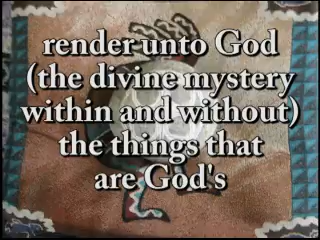 render unto God
(the divine mystery
within and without)
the things that
are God's